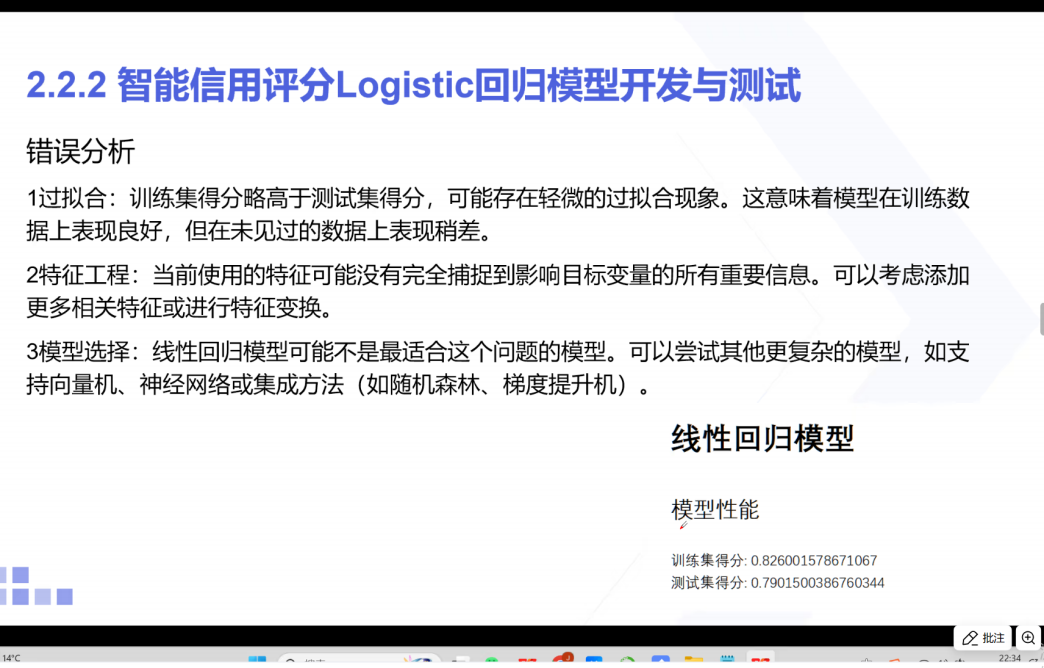 2.2.2 智能信用评分Logistic回归模型开发与测试
错误分析
1过拟合：训练集得分略高于测试集得分，可能存在轻微的过拟合现象。这意味着模型在训练数
据上表现良好，但在未见过的数据上表现稍差。
2特征工程：当前使用的特征可能没有完全捕捉到影响目标变量的所有重要信息。可以考虑添加
更多相关特征或进行特征变换。
3模型选择：线性回归模型可能不是最适合这个问题的模型。可以尝试其他更复杂的模型，如支
持向量机、神经网络或集成方法（如随机森林、梯度提升机）。
线性回归模型
模型性能
训练集得分: 0.826001578671067
测试集得分: 0.7901500386760344
批注
14°C
22:34